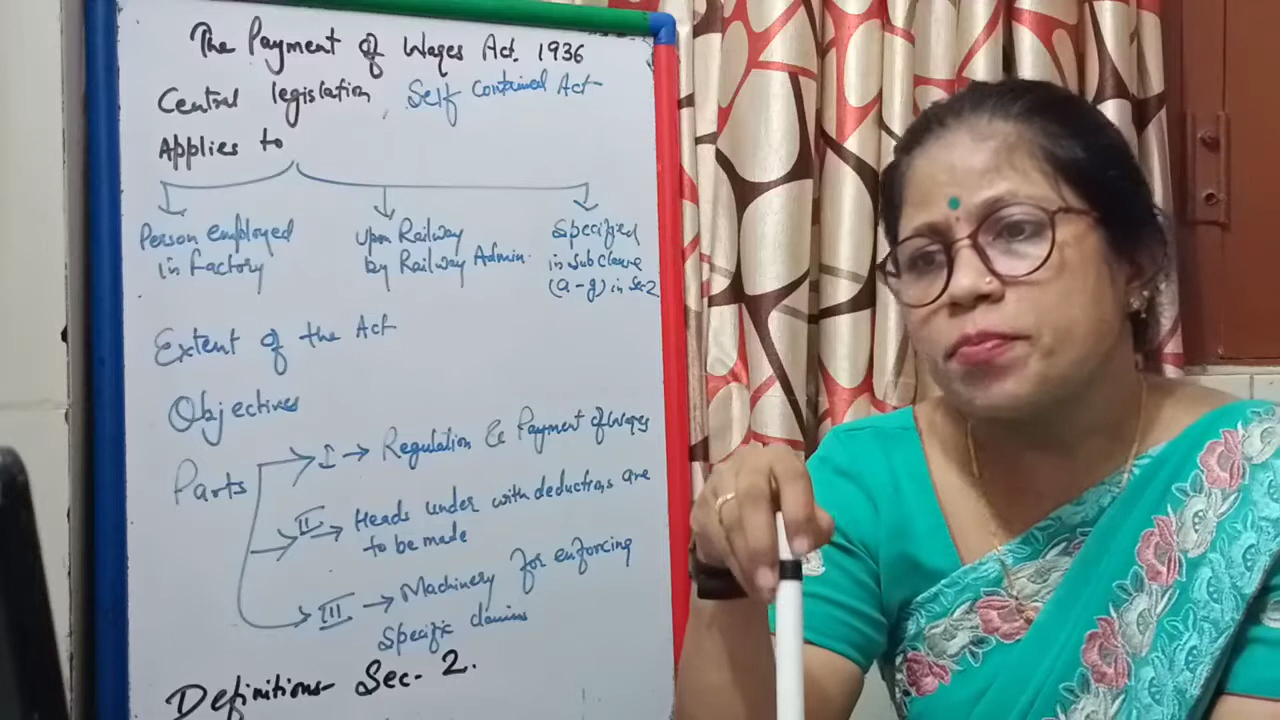 The Payment of Wages Act. 1936
Central legislation, Self contained Act
Applies to
Person employed
in Factory
upon Railway
by Railway Admin.
Specified
in Sub clause
(a-g) in Sec 2
Extent of the Act
Objectives
Parts
I → Regulation & Payment of Wages
II → Heads under with deductions are
to be made
III → Machinery for enforcing
specific claims
Definitions Sec. 2.